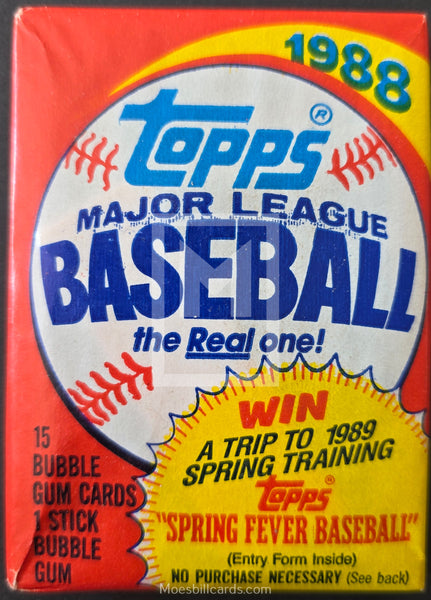 1988
Topps®
MAJOR LEAGUE
BASEBALL
the Real one!
15
BUBBLE
GUM CARDS
1 STICK
BUBBLE
GUM
WIN
A TRIP TO 1989
SPRING TRAINING
Topps®
"SPRING FEVER BASEBALL"
(Entry Form Inside)
NO PURCHASE NECESSARY (See back)
Moesbillcards.com
M